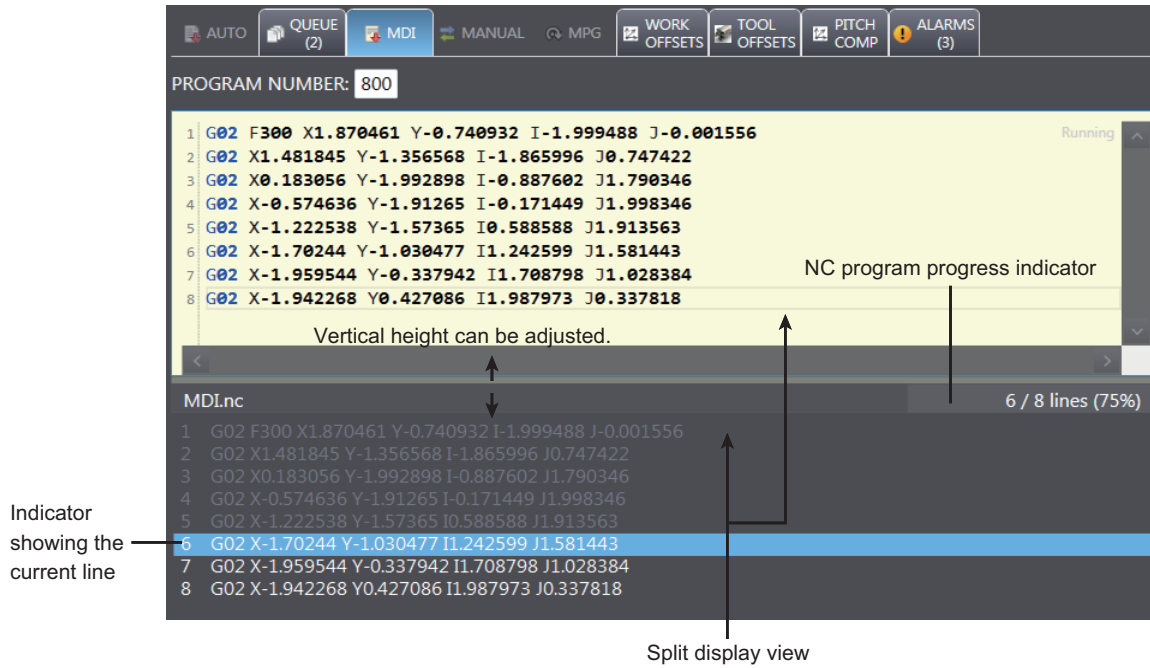 AUTO QUEUE (2) MDI MANUAL MPG WORK OFFSETS TOOL OFFSETS PITCH COMP ALARMS (3)
PROGRAM NUMBER: 800
1 G02 F300 X1.870461 Y-0.740932 I-1.999488 J-0.001556 Running
2 G02 X1.481845 Y-1.356568 I-1.865996 J0.747422
3 G02 X0.183056 Y-1.992898 I-0.887602 J1.790346
4 G02 X-0.574636 Y-1.91265 I-0.171449 J1.998346
5 G02 X-1.222538 Y-1.57365 I0.588588 J1.913563
6 G02 X-1.70244 Y-1.030477 I1.242599 J1.581443
7 G02 X-1.959544 Y-0.337942 I1.708798 J1.028384
NC program progress indicator
8 G02 X-1.942268 Y0.427086 I1.987973 J0.337818
Vertical height can be adjusted.
MDI.nc 6 / 8 lines (75%)
1 G02 F300 X1.870461 Y-0.740932 I-1.999488 J-0.001556
2 G02 X1.481845 Y-1.356568 I-1.865996 J0.747422
3 G02 X0.183056 Y-1.992898 I-0.887602 J1.790346
4 G02 X-0.574636 Y-1.91265 I-0.171449 J1.998346
5 G02 X-1.222538 Y-1.57365 I0.588588 J1.913563
6 G02 X-1.70244 Y-1.030477 I1.242599 J1.581443
7 G02 X-1.959544 Y-0.337942 I1.708798 J1.028384
8 G02 X-1.942268 Y0.427086 I1.987973 J0.337818
Indicator
showing the
current line
Split display view